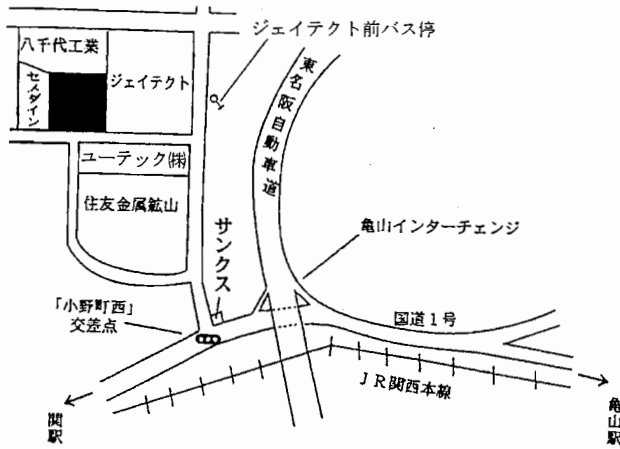 ジェイテクト前バス停
八千代工業
セメダイン
ジェイテクト
東名阪自動車道
ユーテック㈱
住友金属鉱山
サンクス
亀山インターチェンジ
「小野町西」
交差点
国道1号
JR関西本線
関駅
亀山駅